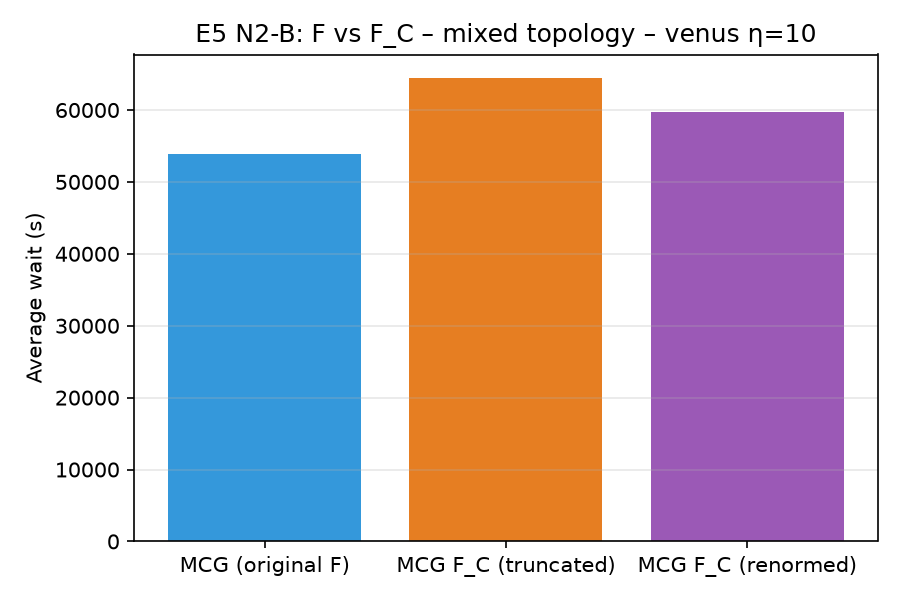 E5 N2-B: F vs F_C – mixed topology – venus η=10
Average wait (s)
60000
50000
40000
30000
20000
10000
0
MCG (original F)
MCG F_C (truncated)
MCG F_C (renormed)